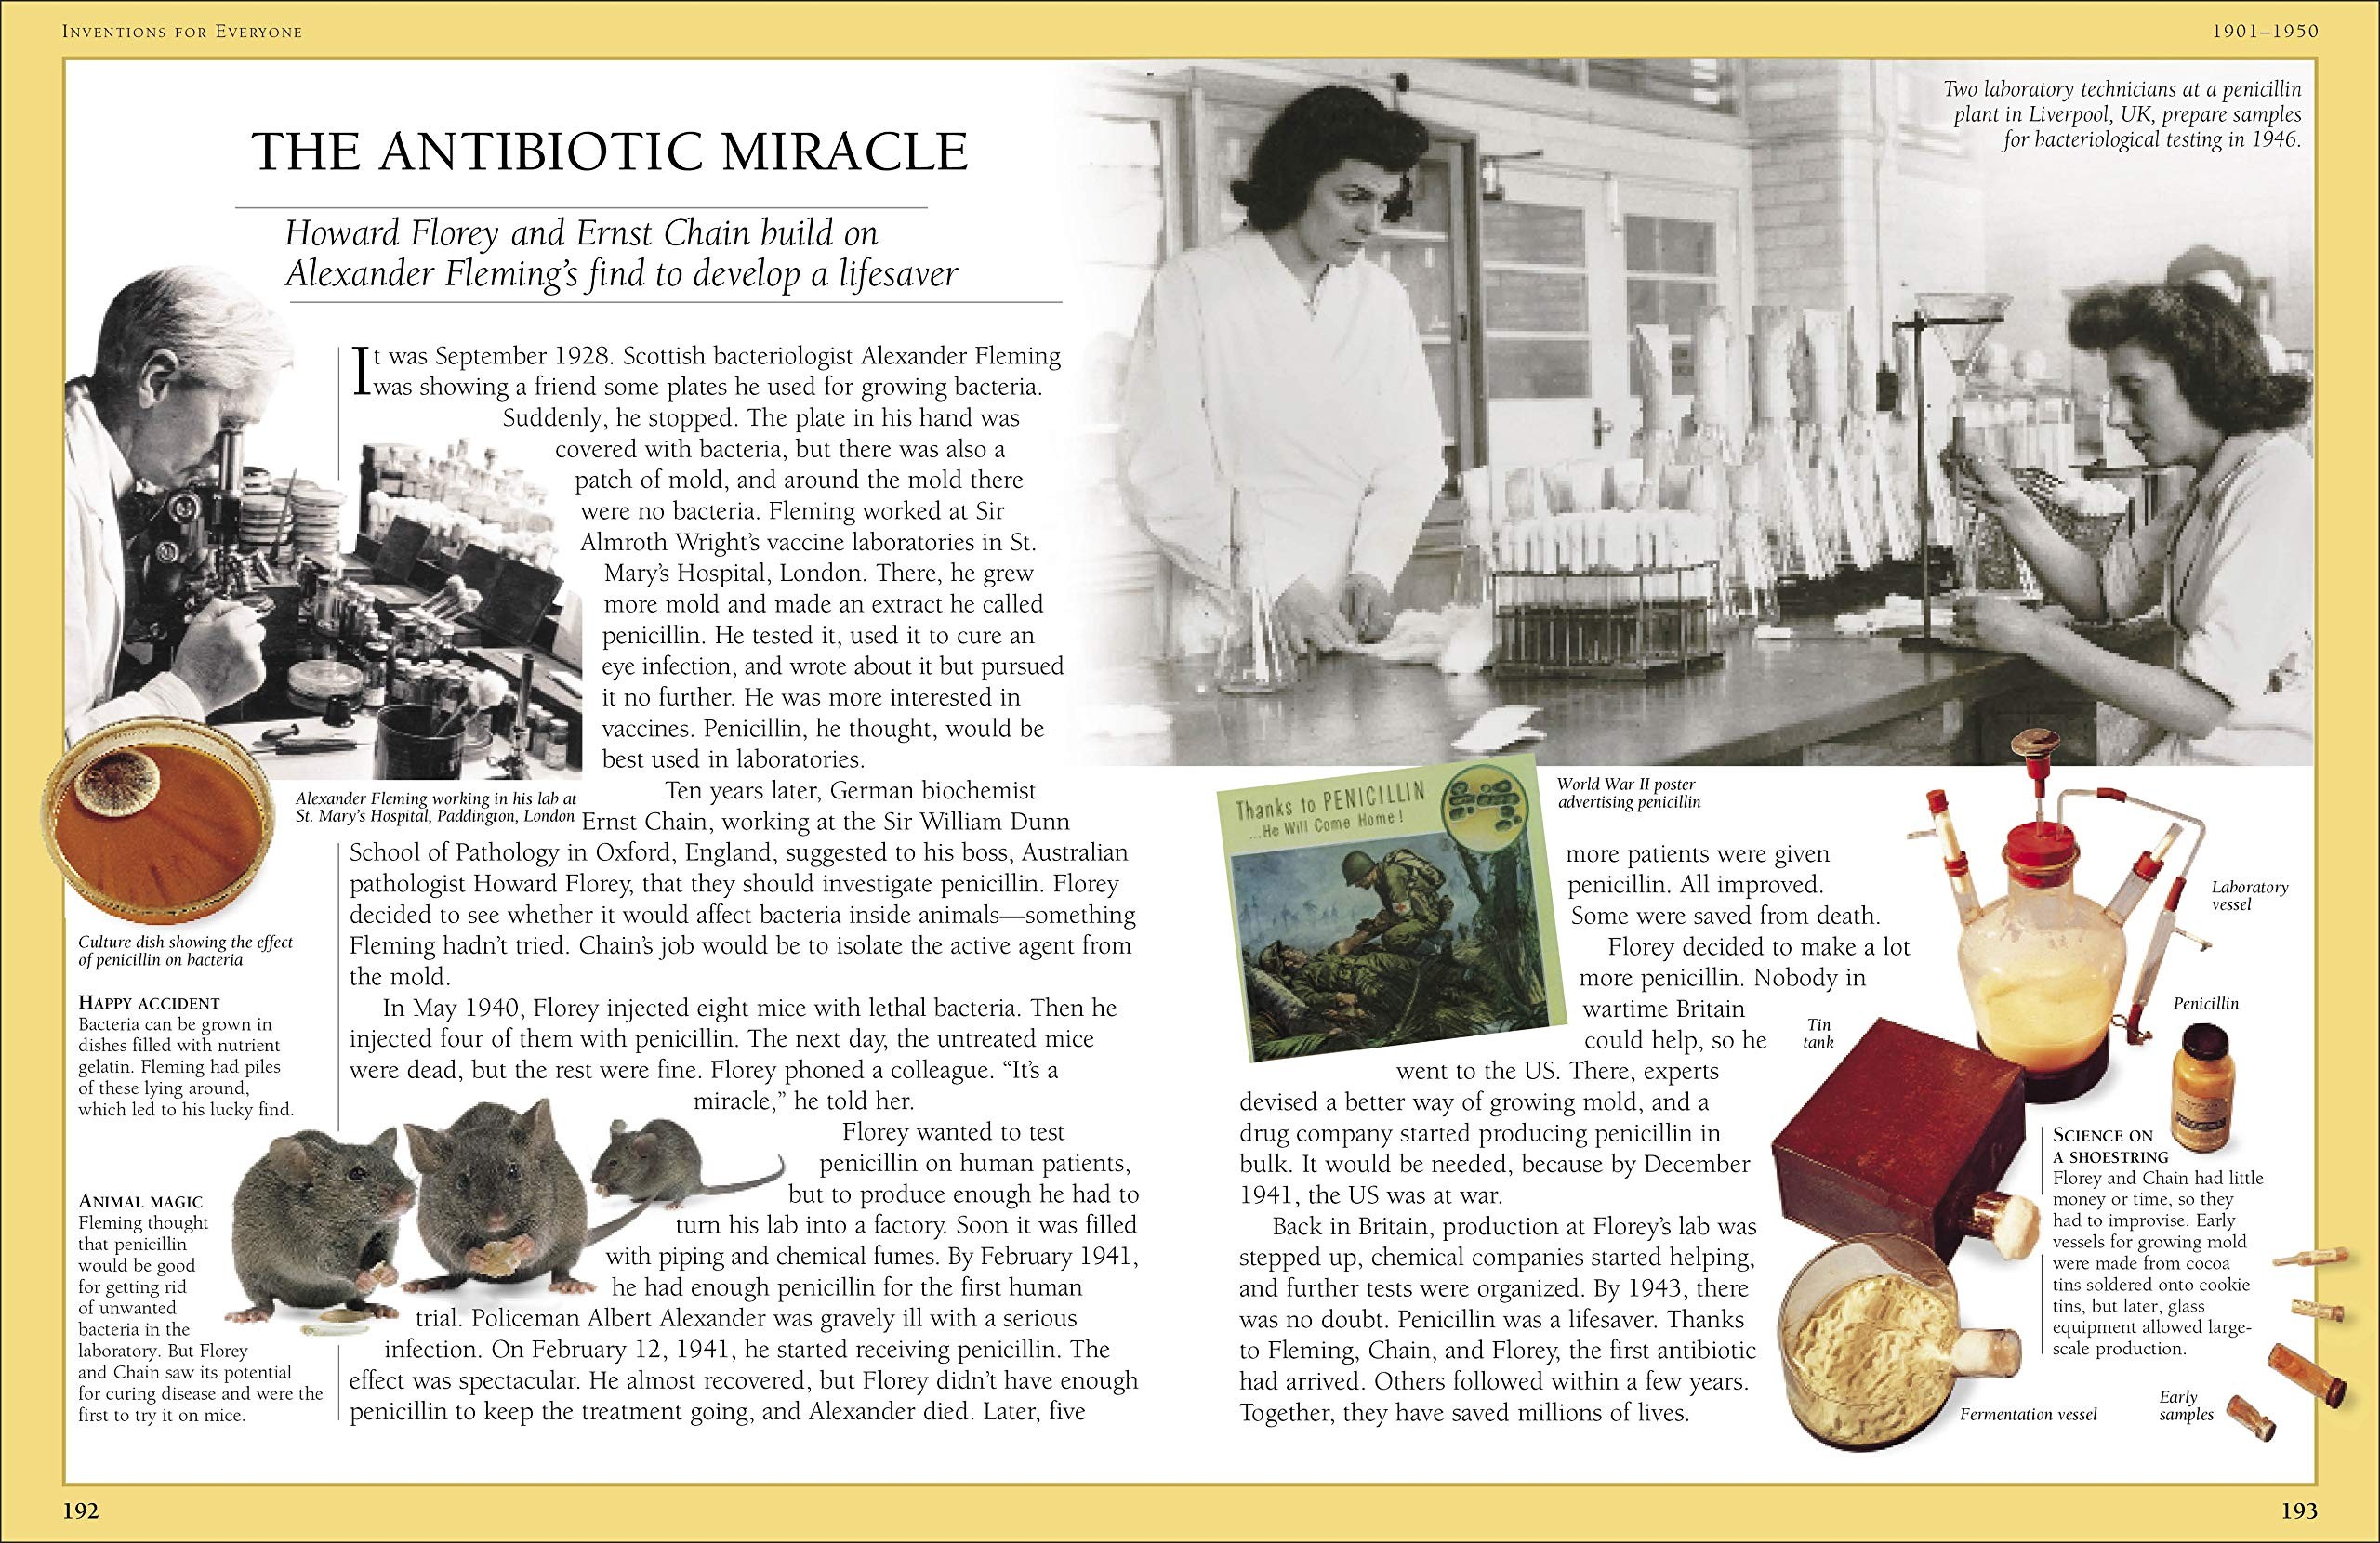 INVENTIONS FOR EVERYONE
1901–1950
THE ANTIBIOTIC MIRACLE
Howard Florey and Ernst Chain build on
Alexander Fleming's find to develop a lifesaver
It was September 1928. Scottish bacteriologist Alexander Fleming
was showing a friend some plates he used for growing bacteria.
Suddenly, he stopped. The plate in his hand was
covered with bacteria, but there was also a
patch of mold, and around the mold there
were no bacteria. Fleming worked at Sir
Almroth Wright's vaccine laboratories in St.
Mary's Hospital, London. There, he grew
more mold and made an extract he called
penicillin. He tested it, used it to cure an
eye infection, and wrote about it but pursued
it no further. He was more interested in
vaccines. Penicillin, he thought, would be
best used in laboratories.
Ten years later, German biochemist
Ernst Chain, working at the Sir William Dunn
School of Pathology in Oxford, England, suggested to his boss, Australian
pathologist Howard Florey, that they should investigate penicillin. Florey
decided to see whether it would affect bacteria inside animals—something
Fleming hadn't tried. Chain's job would be to isolate the active agent from
the mold.
In May 1940, Florey injected eight mice with lethal bacteria. Then he
injected four of them with penicillin. The next day, the untreated mice
were dead, but the rest were fine. Florey phoned a colleague. "It's a
miracle," he told her.
Florey wanted to test
penicillin on human patients,
but to produce enough he had to
turn his lab into a factory. Soon it was filled
with piping and chemical fumes. By February 1941,
he had enough penicillin for the first human
trial. Policeman Albert Alexander was gravely ill with a serious
infection. On February 12, 1941, he started receiving penicillin. The
effect was spectacular. He almost recovered, but Florey didn't have enough
penicillin to keep the treatment going, and Alexander died. Later, five
Alexander Fleming working in his lab at
St. Mary's Hospital, Paddington, London
Culture dish showing the effect
of penicillin on bacteria
HAPPY ACCIDENT
Bacteria can be grown in
dishes filled with nutrient
gelatin. Fleming had piles
of these lying around,
which led to his lucky find.
ANIMAL MAGIC
Fleming thought
that penicillin
would be good
for getting rid
of unwanted
bacteria in the
laboratory. But Florey
and Chain saw its potential
for curing disease and were the
first to try it on mice.
192
Two laboratory technicians at a penicillin
plant in Liverpool, UK, prepare samples
for bacteriological testing in 1946.
Thanks to PENICILLIN
...He Will Come Home!
World War II poster
advertising penicillin
more patients were given
penicillin. All improved.
Some were saved from death.
Florey decided to make a lot
more penicillin. Nobody in
wartime Britain
could help, so he
went to the US. There, experts
devised a better way of growing mold, and a
drug company started producing penicillin in
bulk. It would be needed, because by December
1941, the US was at war.
Back in Britain, production at Florey's lab was
stepped up, chemical companies started helping,
and further tests were organized. By 1943, there
was no doubt. Penicillin was a lifesaver. Thanks
to Fleming, Chain, and Florey, the first antibiotic
had arrived. Others followed within a few years.
Together, they have saved millions of lives.
Laboratory
vessel
Penicillin
Tin
tank
SCIENCE ON
A SHOESTRING
Florey and Chain had little
money or time, so they
had to improvise. Early
vessels for growing mold
were made from cocoa
tins soldered onto cookie
tins, but later, glass
equipment allowed large-
scale production.
Fermentation vessel
Early
samples
193